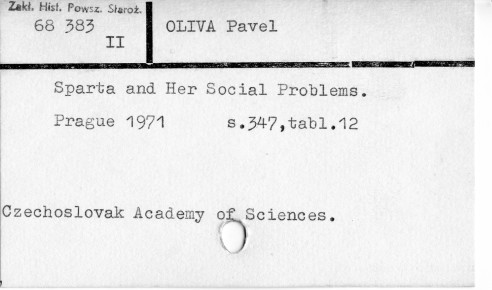 Zakł. Hist. Powsz. Staroż.
68 383
II
OLIVA Pavel
Sparta and Her Social Problems.
Prague 1971 s.347,tabl.12
Czechoslovak Academy of Sciences.